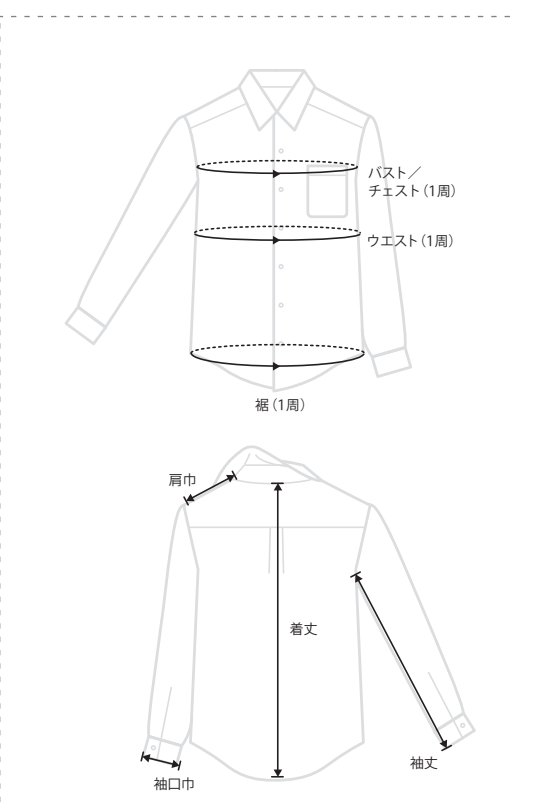 バスト／
チェスト（1周）
ウエスト（1周）
裾（1周）
肩巾
着丈
袖丈
袖口巾